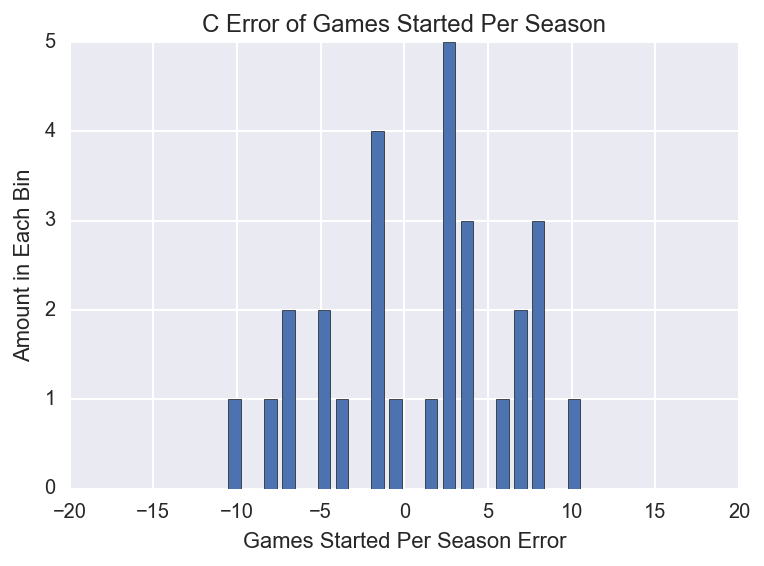 C Error of Games Started Per Season
5
4
3
2
1
0
Amount in Each Bin
−20 −15 −10 −5 0 5 10 15 20
Games Started Per Season Error